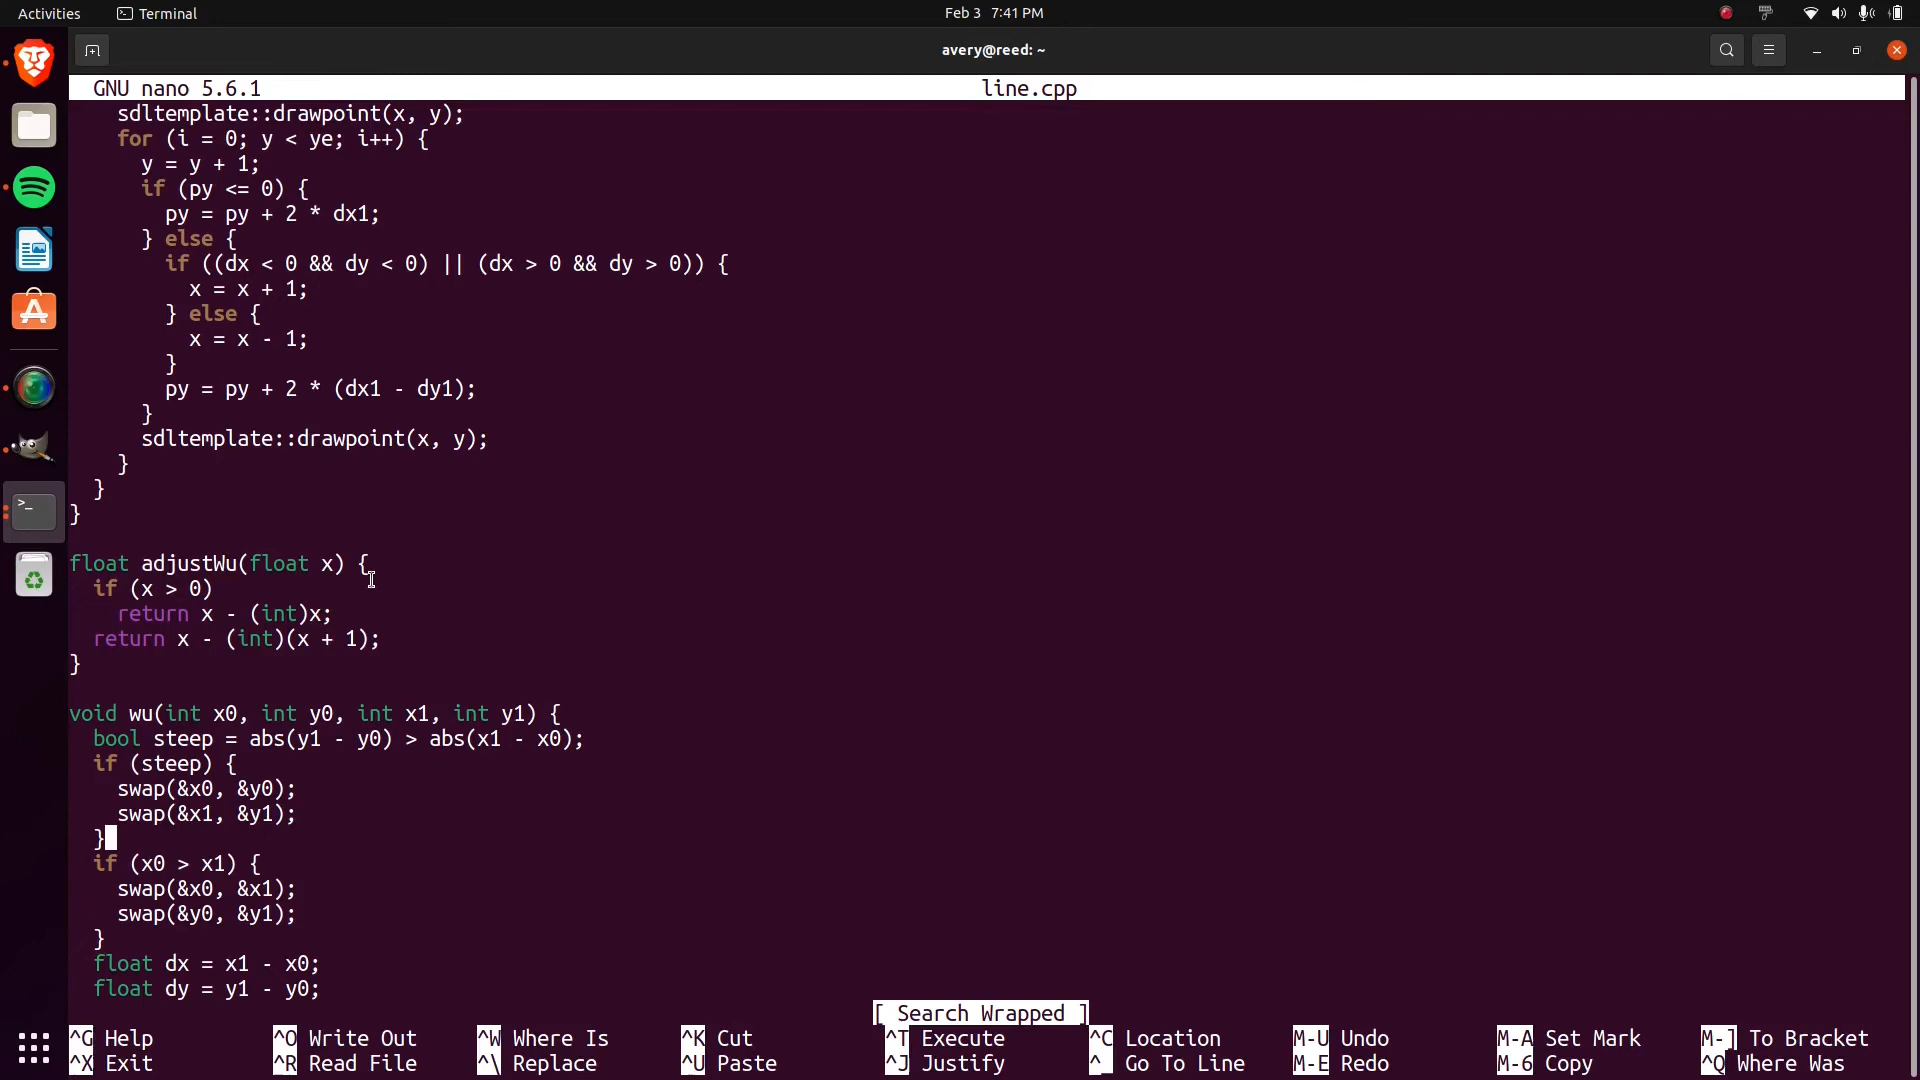 Activities
Terminal
Feb 3 7:41 PM
avery@reed: ~
GNU nano 5.6.1 line.cpp
sdltemplate::drawpoint(x, y);
for (i = 0; y < ye; i++) {
y = y + 1;
if (py <= 0) {
py = py + 2 * dx1;
} else {
if ((dx < 0 && dy < 0) || (dx > 0 && dy > 0)) {
x = x + 1;
} else {
x = x - 1;
}
py = py + 2 * (dx1 - dy1);
}
sdltemplate::drawpoint(x, y);
}
}
}
float adjustWu(float x) {
if (x > 0)
return x - (int)x;
return x - (int)(x + 1);
}
void wu(int x0, int y0, int x1, int y1) {
bool steep = abs(y1 - y0) > abs(x1 - x0);
if (steep) {
swap(&x0, &y0);
swap(&x1, &y1);
}
if (x0 > x1) {
swap(&x0, &x1);
swap(&y0, &y1);
}
float dx = x1 - x0;
float dy = y1 - y0;
[ Search Wrapped ]
^G Help ^O Write Out ^W Where Is ^K Cut ^T Execute ^C Location M-U Undo M-A Set Mark M-] To Bracket
^X Exit ^R Read File ^\ Replace ^U Paste ^J Justify ^_ Go To Line M-E Redo M-6 Copy ^Q Where Was